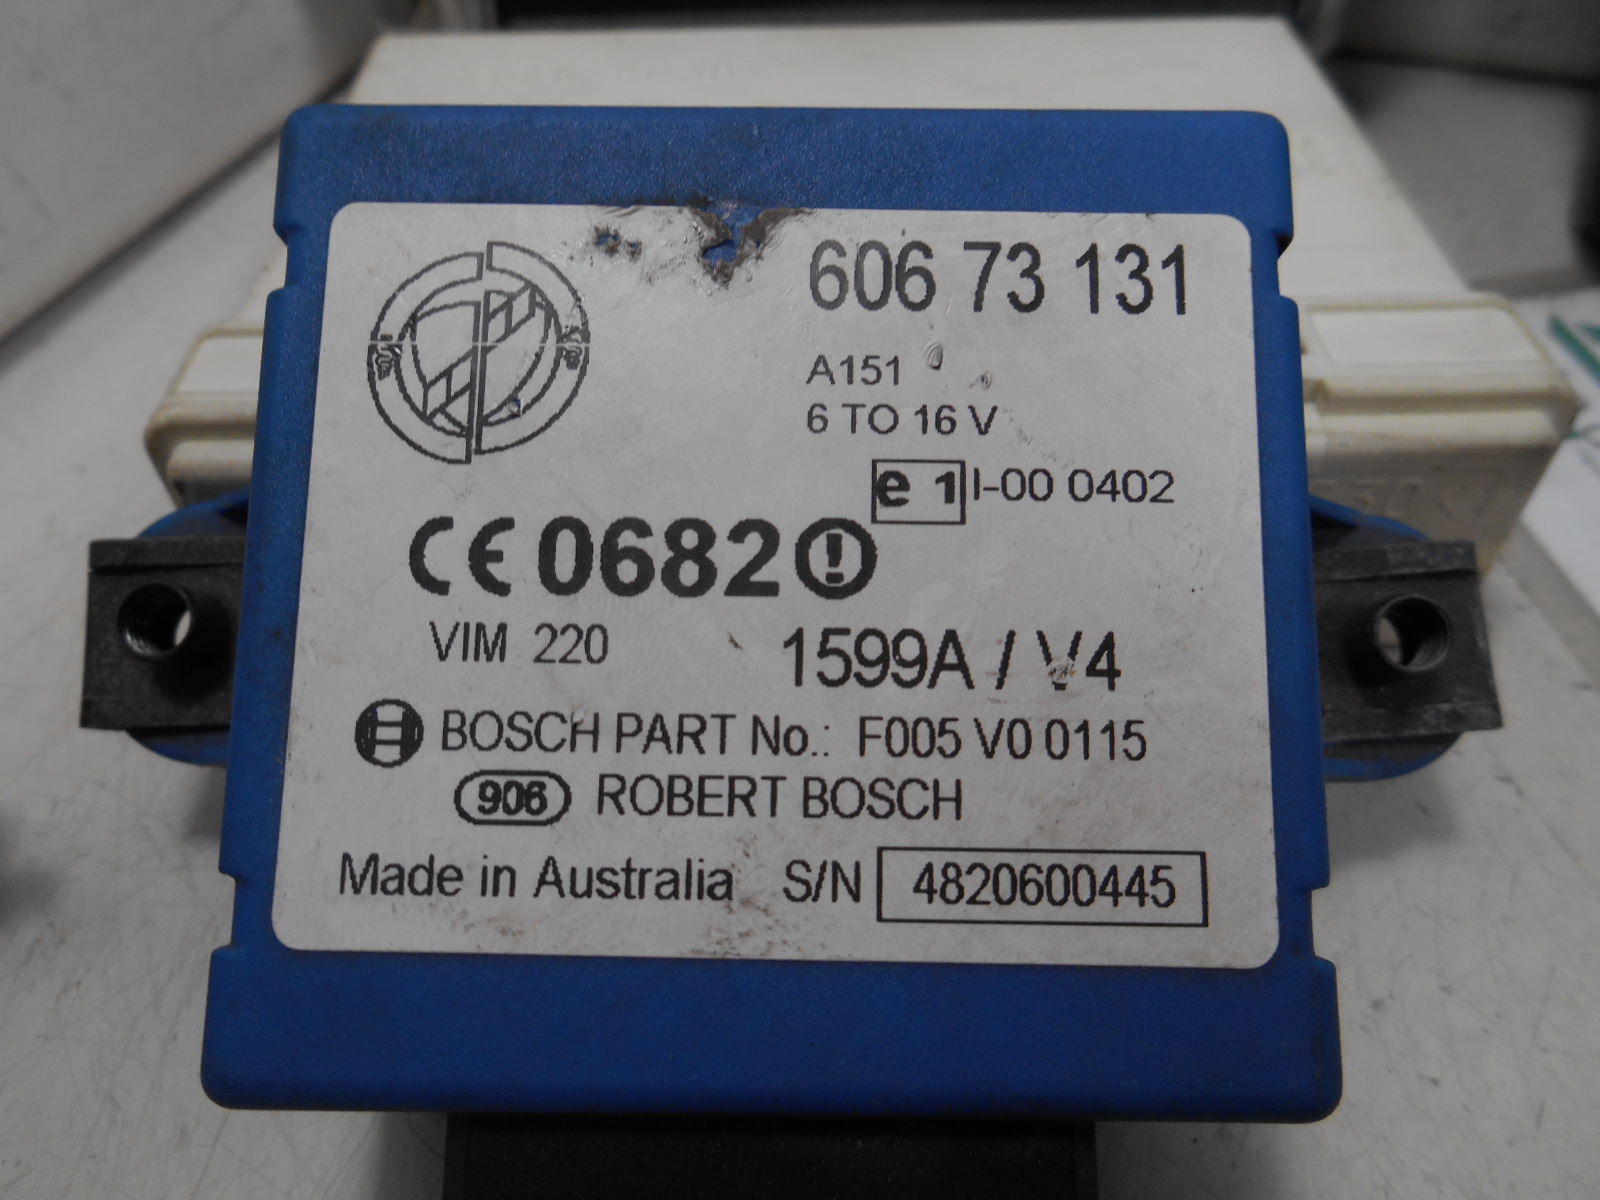 606 73 131
A151
6 TO 16 V
e 1 I-00 0402
CE 0682
VIM 220 1599A / V4
BOSCH PART No.: F005 V0 0115
906 ROBERT BOSCH
Made in Australia S/N 4820600445